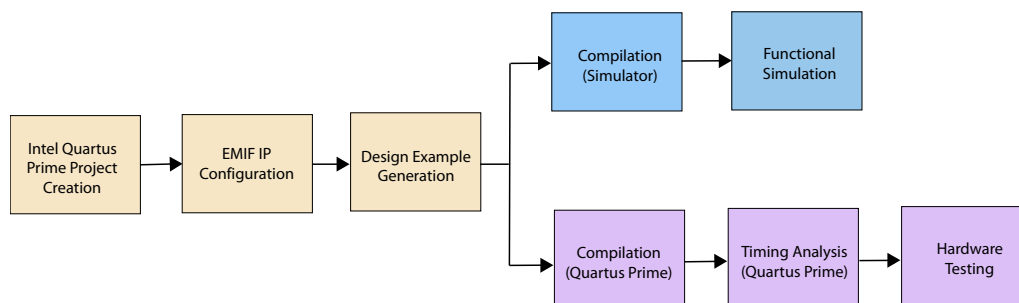 Intel Quartus
Prime Project
Creation
EMIF IP
Configuration
Design Example
Generation
Compilation
(Simulator)
Functional
Simulation
Compilation
(Quartus Prime)
Timing Analysis
(Quartus Prime)
Hardware
Testing